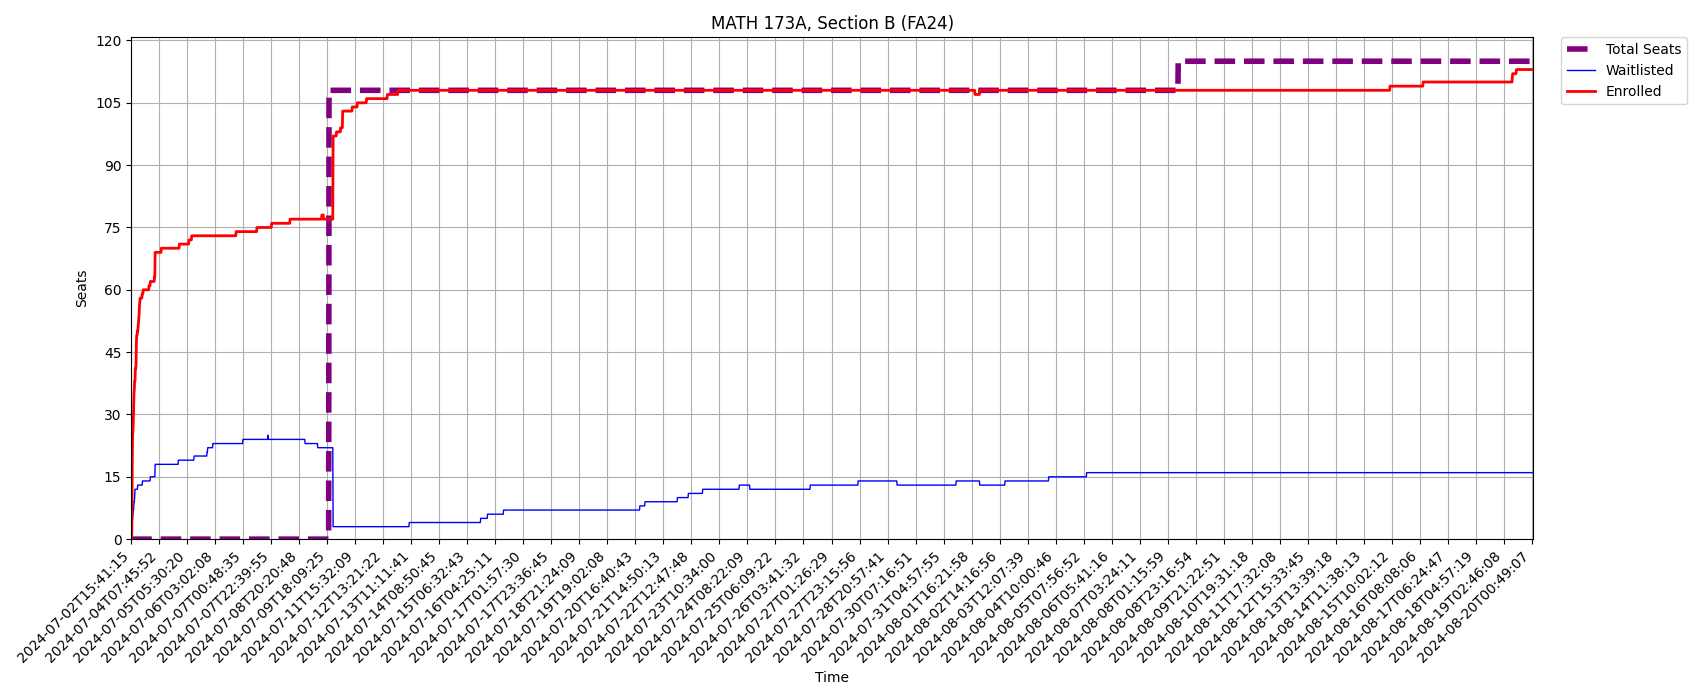 MATH 173A, Section B (FA24)
Total Seats
Waitlisted
Enrolled
120
105
90
75
60
45
30
15
0
Seats
2024-07-02T15:41:15
2024-07-04T07:45:52
2024-07-05T05:30:20
2024-07-06T03:02:08
2024-07-07T00:48:35
2024-07-07T22:39:55
2024-07-08T20:20:48
2024-07-09T18:09:25
2024-07-11T15:32:09
2024-07-12T13:21:22
2024-07-13T11:11:41
2024-07-14T08:50:45
2024-07-15T06:32:43
2024-07-16T04:25:11
2024-07-17T01:57:30
2024-07-17T23:36:45
2024-07-18T21:24:09
2024-07-19T19:02:08
2024-07-20T16:40:43
2024-07-21T14:50:13
2024-07-22T12:47:48
2024-07-23T10:34:00
2024-07-24T08:22:09
2024-07-25T06:09:22
2024-07-26T03:41:32
2024-07-27T01:26:29
2024-07-27T23:15:56
2024-07-28T20:57:41
2024-07-30T07:16:51
2024-07-31T04:57:55
2024-08-01T16:21:58
2024-08-02T14:16:56
2024-08-03T12:07:39
2024-08-04T10:00:46
2024-08-05T07:56:52
2024-08-06T05:41:16
2024-08-07T03:24:11
2024-08-08T01:15:59
2024-08-08T23:16:54
2024-08-09T21:22:51
2024-08-10T19:31:18
2024-08-11T17:32:08
2024-08-12T15:33:45
2024-08-13T13:39:18
2024-08-14T11:38:13
2024-08-15T10:02:12
2024-08-16T08:08:06
2024-08-17T06:24:47
2024-08-18T04:57:19
2024-08-19T02:46:08
2024-08-20T00:49:07
Time